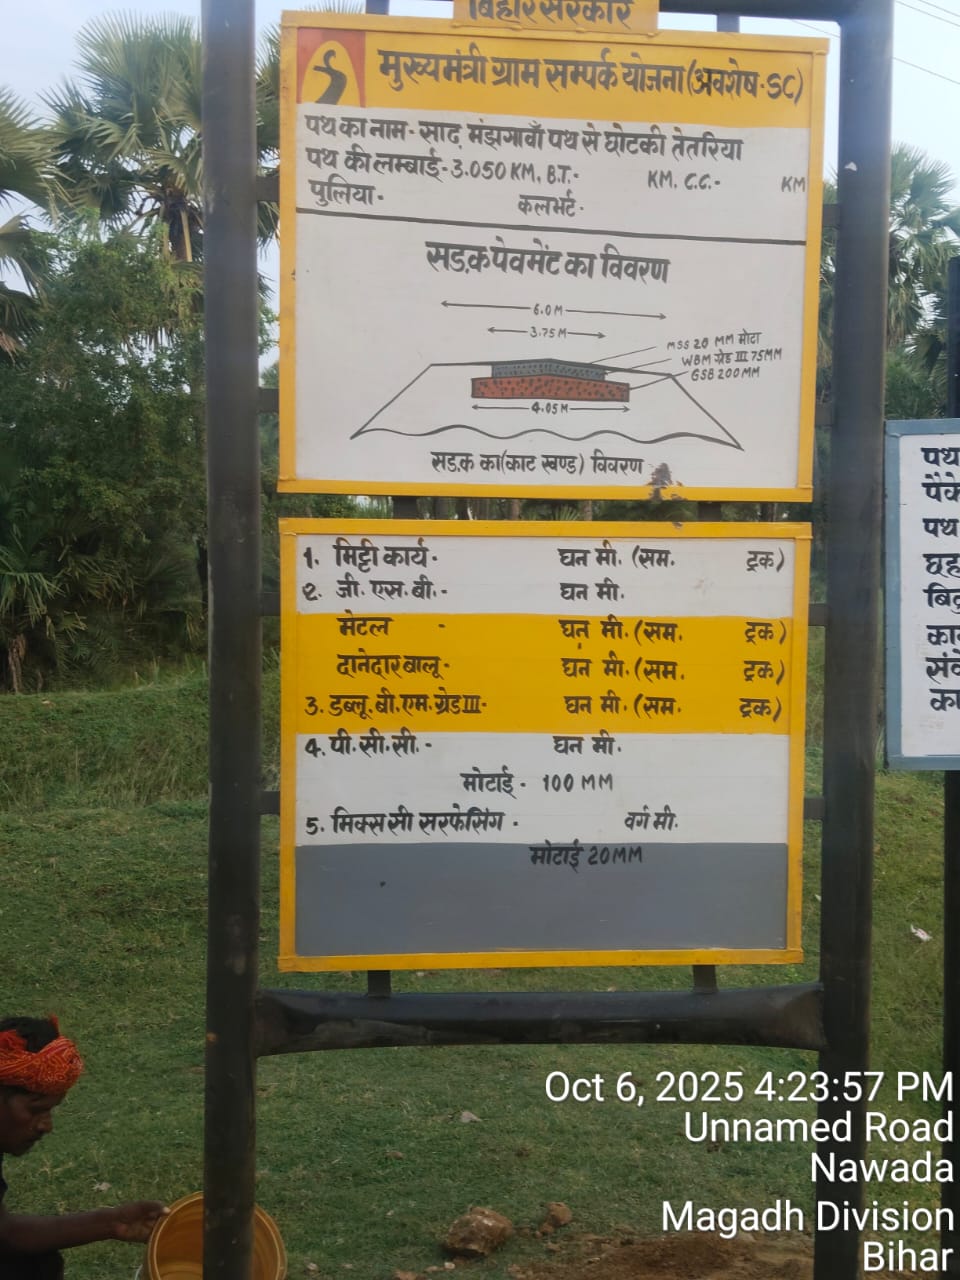 बिहार सरकार
मुख्यमंत्री ग्राम सम्पर्क योजना (अवशेष-SC)
पथ का नाम - साढ़ मंझगावाँ पथ से छोटकी तेतरिया
पथ की लम्बाई - 3.050 KM, B.T.- KM, C.C.- KM
पुलिया - कलभर्ट -
सड़क पेवमेंट का विवरण
6.0 M
3.75 M
MSS 20 MM मोटा
WBM ग्रेड III 75MM
GSB 200MM
4.05 M
सड़क का (काट खण्ड) विवरण
1. मिट्टी कार्य - घन मी. (सम. ट्रक)
2. जी. एस. बी. - घन मी.
मेटल - घन मी. (सम. ट्रक)
दानेदार बालू - घन मी. (सम. ट्रक)
3. डब्लू. बी. एम. ग्रेड III - घन मी. (सम. ट्रक)
4. पी. सी. सी. - घन मी.
मोटाई - 100 MM
5. मिक्स सी सरफेसिंग - वर्ग मी.
मोटाई 20MM
पथ
पथ
Oct 6, 2025 4:23:57 PM
Unnamed Road
Nawada
Magadh Division
Bihar